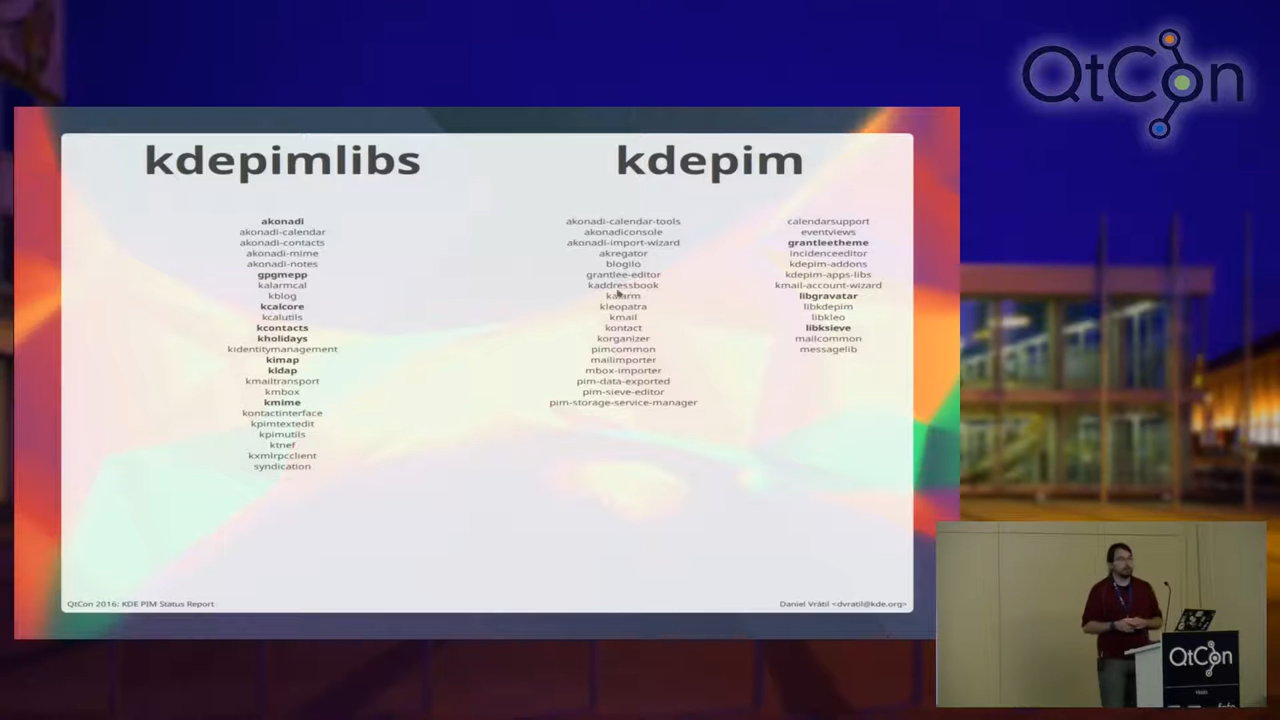 QtCon
kdepimlibs
akonadi
akonadi-calendar
akonadi-contacts
akonadi-mime
akonadi-notes
gpgmepp
kalarmcal
kblog
kcalcore
kcalutils
kcontacts
kholidays
kidentitymanagement
kimap
kldap
kmailtransport
kmbox
kmime
kontactinterface
kpimtextedit
kpimutils
ktnef
kxmlrpcclient
syndication
kdepim
akonadi-calendar-tools
akonadiconsole
akonadi-import-wizard
akregator
blogilo
grantlee-editor
kaddressbook
kalarm
kleopatra
kmail
kontact
korganizer
pimcommon
mailimporter
mbox-importer
pim-data-exported
pim-sieve-editor
pim-storage-service-manager
calendarsupport
eventviews
grantleetheme
incidenceeditor
kdepim-addons
kdepim-apps-libs
kmail-account-wizard
libgravatar
libkdepim
libkleo
libksieve
mailcommon
messagelib
QtCon 2016: KDE PIM Status Report
Daniel Vrátil <dvratil@kde.org>
QtCon